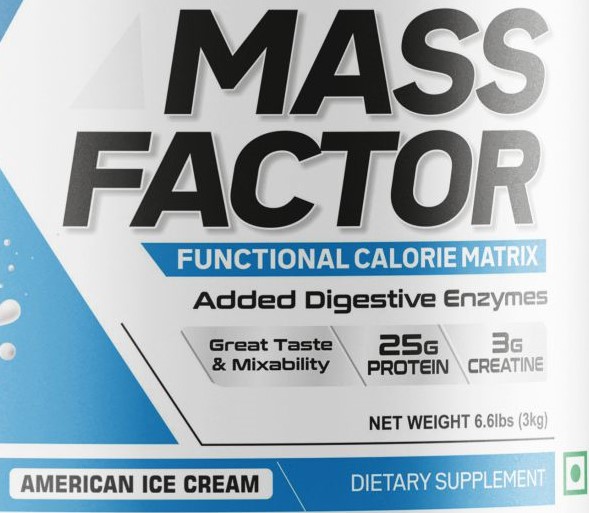 MASS
FACTOR
FUNCTIONAL CALORIE MATRIX
Added Digestive Enzymes
Great Taste
& Mixability
25G
PROTEIN
3G
CREATINE
NET WEIGHT 6.6lbs (3kg)
AMERICAN ICE CREAM
DIETARY SUPPLEMENT